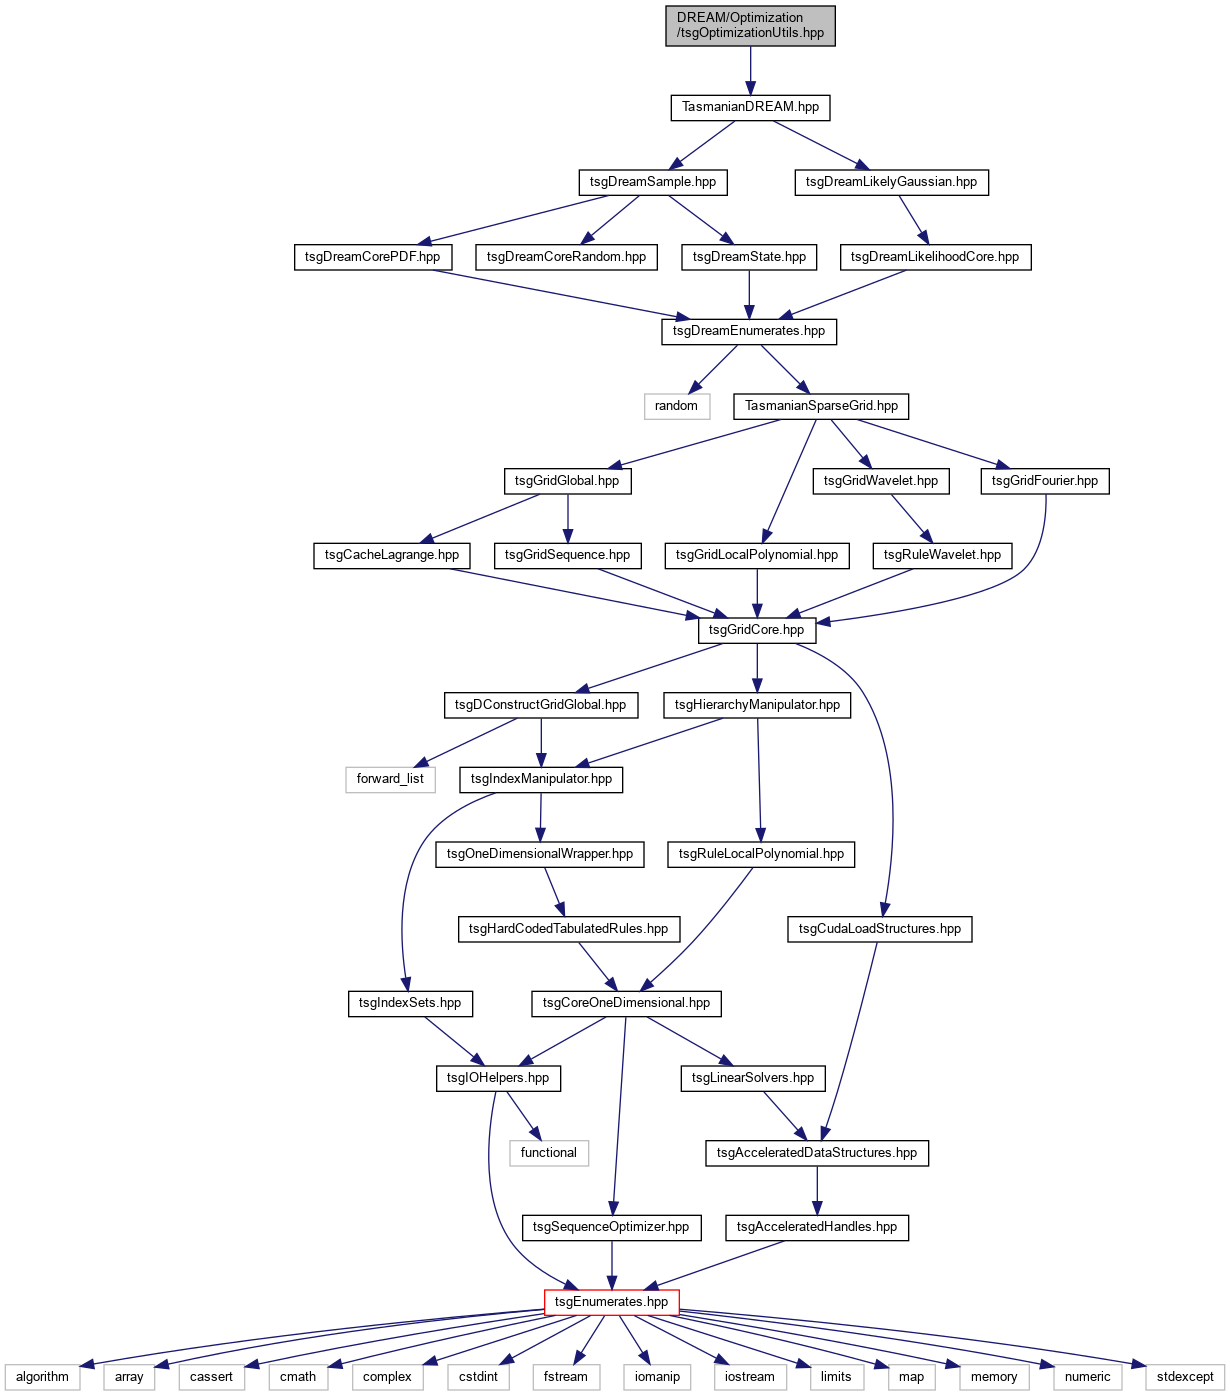 DREAM/Optimization
/tsgOptimizationUtils.hpp
TasmanianDREAM.hpp
tsgDreamSample.hpp
tsgDreamLikelyGaussian.hpp
tsgDreamCorePDF.hpp
tsgDreamCoreRandom.hpp
tsgDreamState.hpp
tsgDreamLikelihoodCore.hpp
tsgDreamEnumerates.hpp
random
TasmanianSparseGrid.hpp
tsgGridGlobal.hpp
tsgGridWavelet.hpp
tsgGridFourier.hpp
tsgCacheLagrange.hpp
tsgGridSequence.hpp
tsgGridLocalPolynomial.hpp
tsgRuleWavelet.hpp
tsgGridCore.hpp
tsgDConstructGridGlobal.hpp
tsgHierarchyManipulator.hpp
forward_list
tsgIndexManipulator.hpp
tsgOneDimensionalWrapper.hpp
tsgRuleLocalPolynomial.hpp
tsgHardCodedTabulatedRules.hpp
tsgCudaLoadStructures.hpp
tsgIndexSets.hpp
tsgCoreOneDimensional.hpp
tsgIOHelpers.hpp
tsgLinearSolvers.hpp
functional
tsgAcceleratedDataStructures.hpp
tsgSequenceOptimizer.hpp
tsgAcceleratedHandles.hpp
tsgEnumerates.hpp
algorithm
array
cassert
cmath
complex
cstdint
fstream
iomanip
iostream
limits
map
memory
numeric
stdexcept